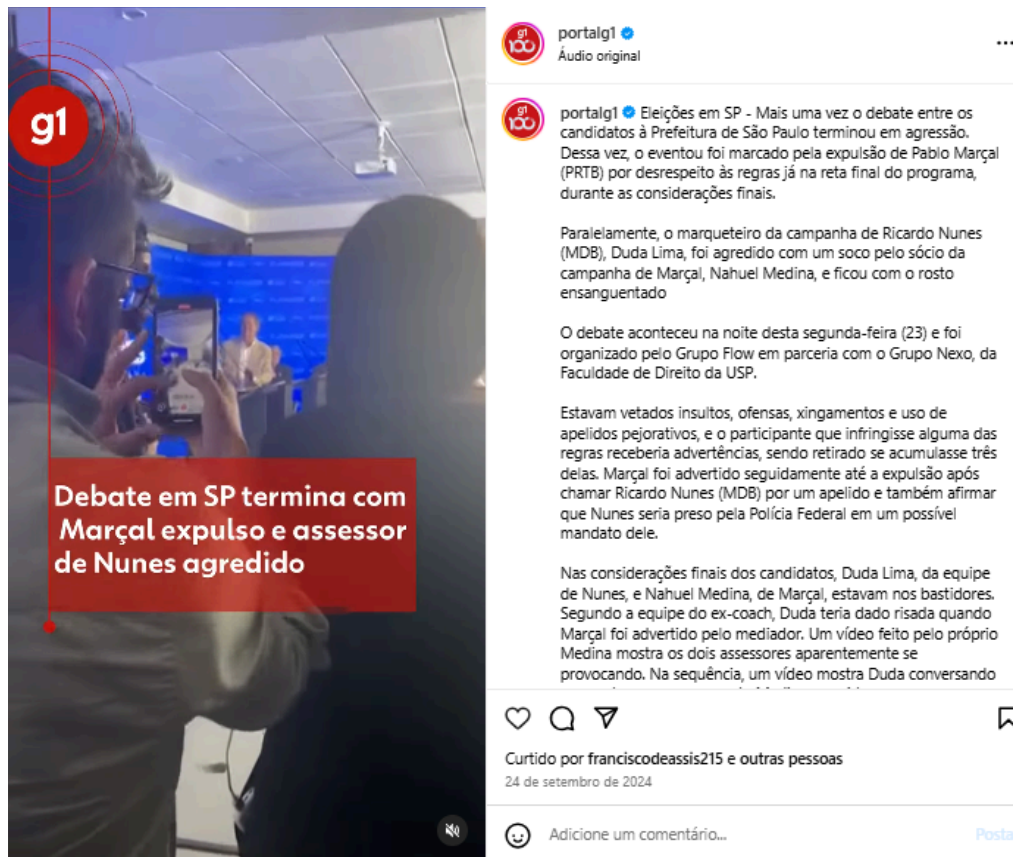 g1
Debate em SP termina com
Marçal expulso e assessor
de Nunes agredido
g1
100
portalg1
Áudio original
g1
100
portalg1 Eleições em SP - Mais uma vez o debate entre os
candidatos à Prefeitura de São Paulo terminou em agressão.
Dessa vez, o eventou foi marcado pela expulsão de Pablo Marçal
(PRTB) por desrespeito às regras já na reta final do programa,
durante as considerações finais.
Paralelamente, o marqueteiro da campanha de Ricardo Nunes
(MDB), Duda Lima, foi agredido com um soco pelo sócio da
campanha de Marçal, Nahuel Medina, e ficou com o rosto
ensanguentado
O debate aconteceu na noite desta segunda-feira (23) e foi
organizado pelo Grupo Flow em parceria com o Grupo Nexo, da
Faculdade de Direito da USP.
Estavam vetados insultos, ofensas, xingamentos e uso de
apelidos pejorativos, e o participante que infringisse alguma das
regras receberia advertências, sendo retirado se acumulasse três
delas. Marçal foi advertido seguidamente até a expulsão após
chamar Ricardo Nunes (MDB) por um apelido e também afirmar
que Nunes seria preso pela Polícia Federal em um possível
mandato dele.
Nas considerações finais dos candidatos, Duda Lima, da equipe
de Nunes, e Nahuel Medina, de Marçal, estavam nos bastidores.
Segundo a equipe do ex-coach, Duda teria dado risada quando
Marçal foi advertido pelo mediador. Um vídeo feito pelo próprio
Medina mostra os dois assessores aparentemente se
provocando. Na sequência, um vídeo mostra Duda conversando
Curtido por franciscodeassis215 e outras pessoas
24 de setembro de 2024
Adicione um comentário...
Posta